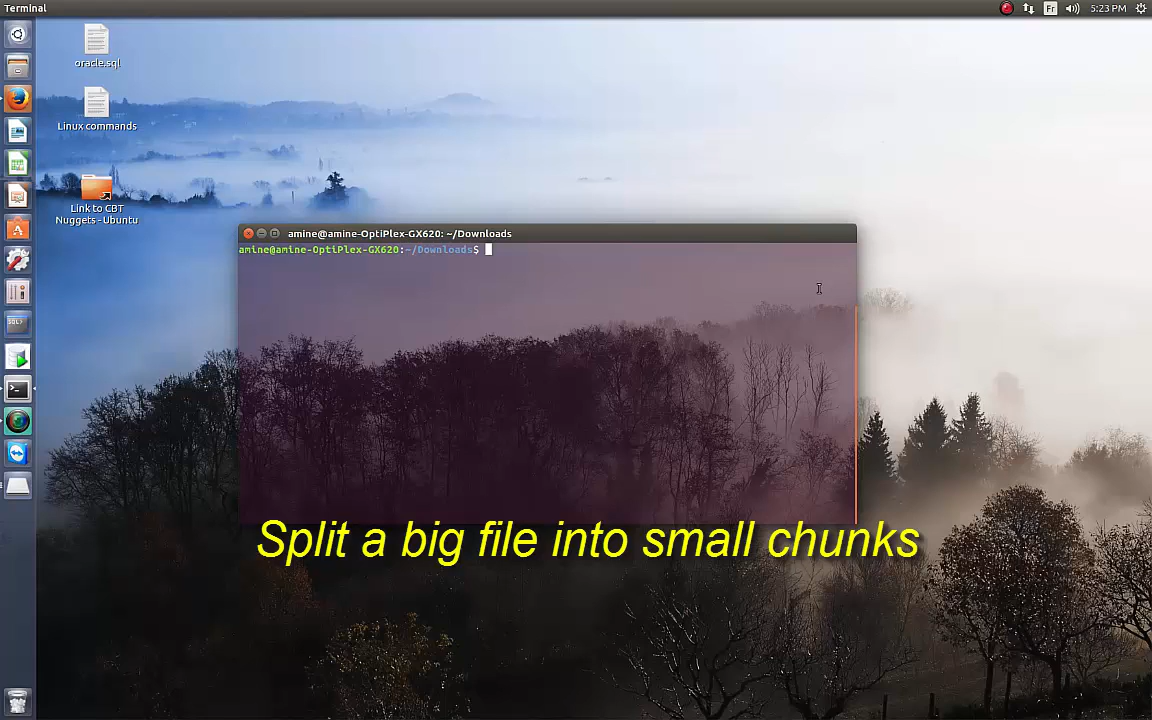 Terminal
Fr
5:23 PM
oracle.sql
Linux commands
Link to CBT
Nuggets - Ubuntu
amine@amine-OptiPlex-GX620: ~/Downloads
amine@amine-OptiPlex-GX620:~/Downloads$
Split a big file into small chunks